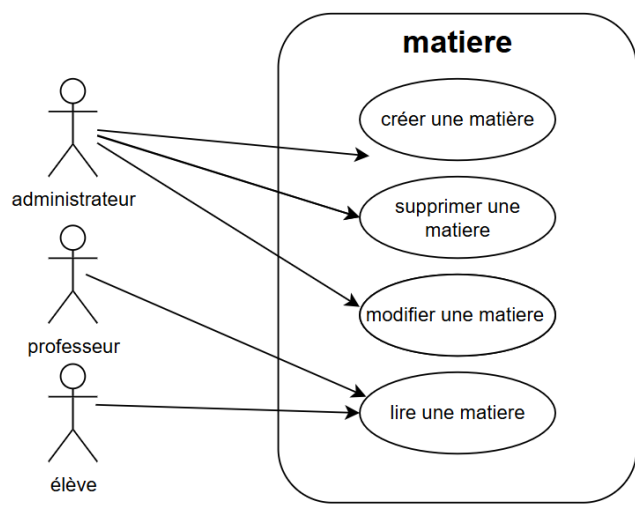 matiere
créer une matière
administrateur
supprimer une
matiere
professeur
modifier une matiere
élève
lire une matiere